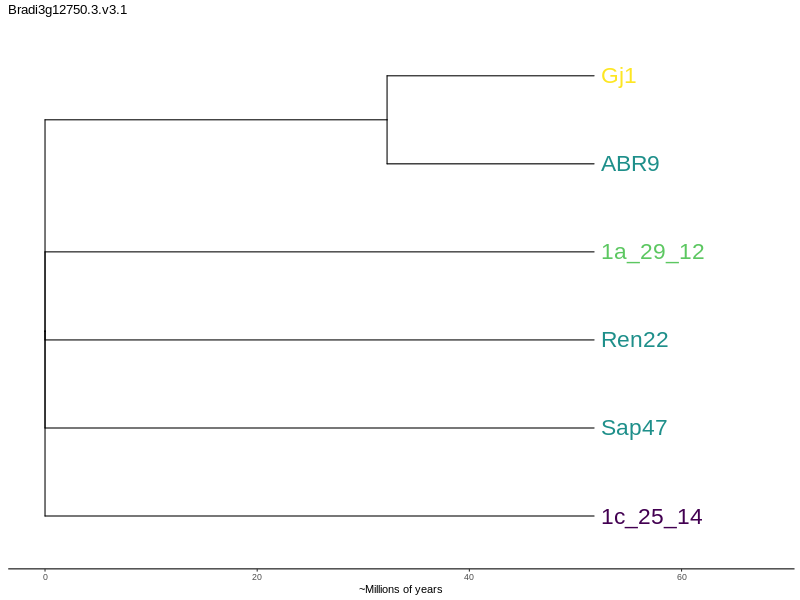 Bradi3g12750.3.v3.1
Gj1
ABR9
1a_29_12
Ren22
Sap47
1c_25_14
0 20 40 60
~Millions of years